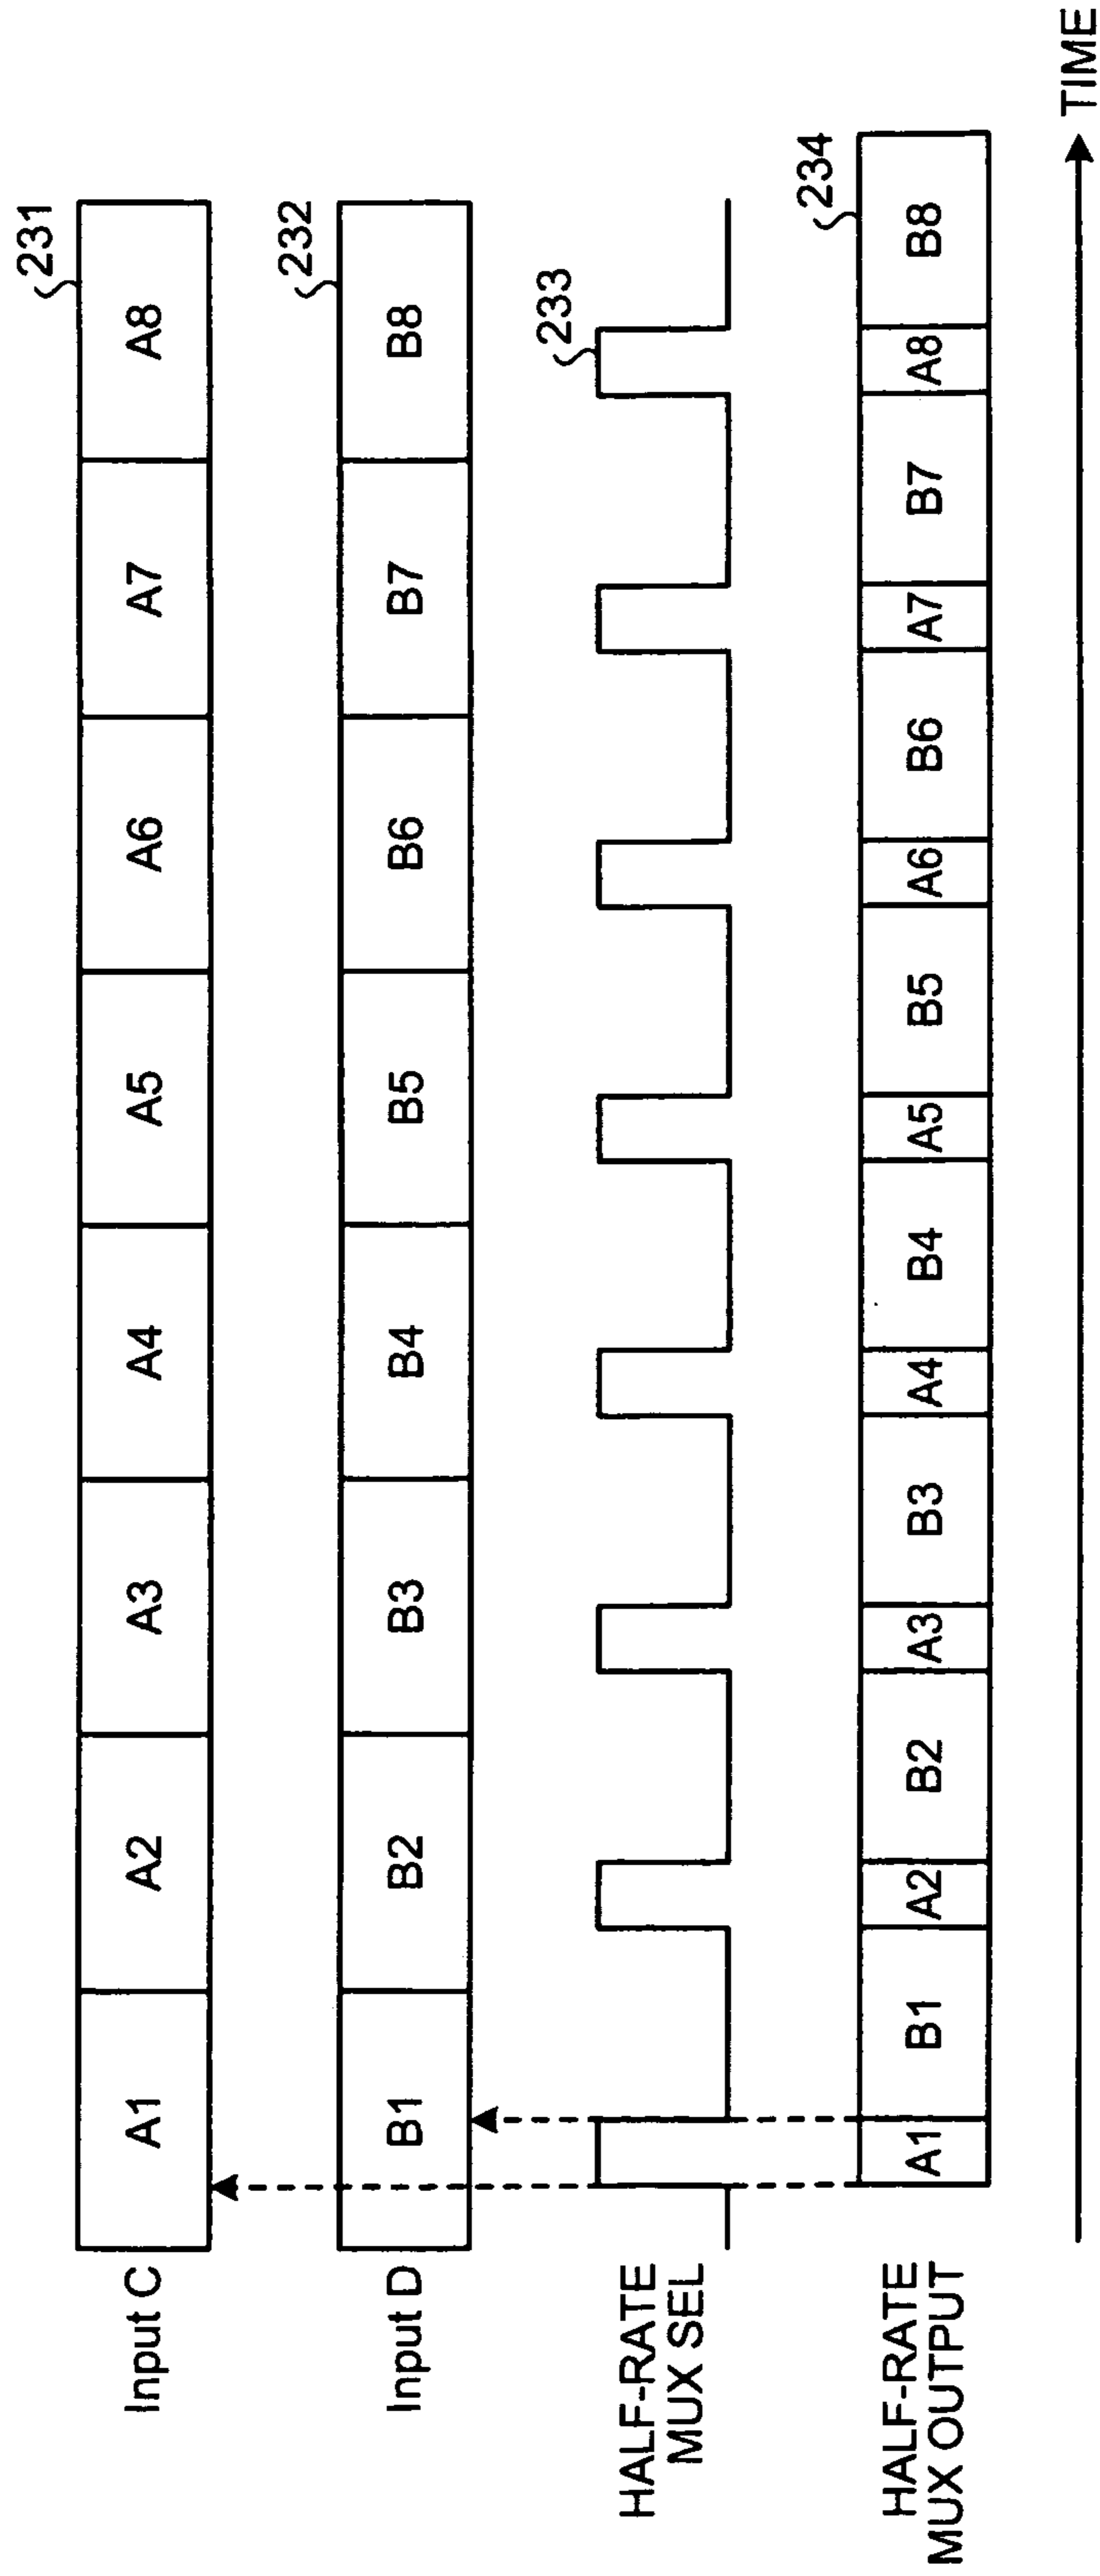 Input C
A1
A2
A3
A4
A5
A6
A7
A8
231
Input D
B1
B2
B3
B4
B5
B6
B7
B8
232
HALF-RATE
MUX SEL
233
HALF-RATE
MUX OUTPUT
A1
B1
A2
B2
A3
B3
A4
B4
A5
B5
A6
B6
A7
B7
A8
B8
234
TIME